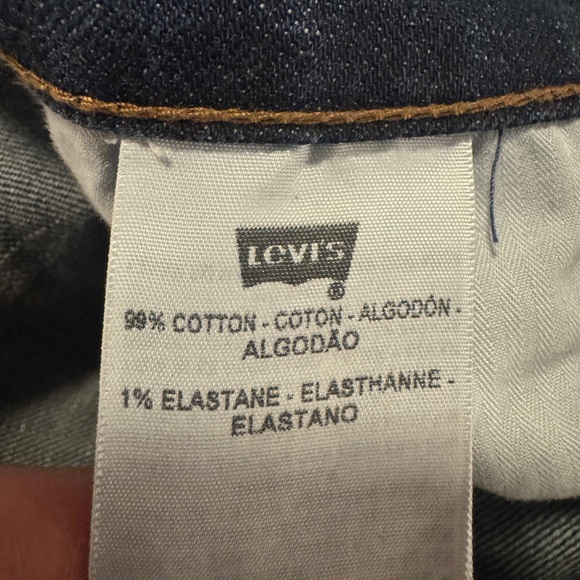 LEVI'S
®
99% COTTON - COTON - ALGODÓN -
ALGODÃO
1% ELASTANE - ELASTHANNE -
ELASTANO